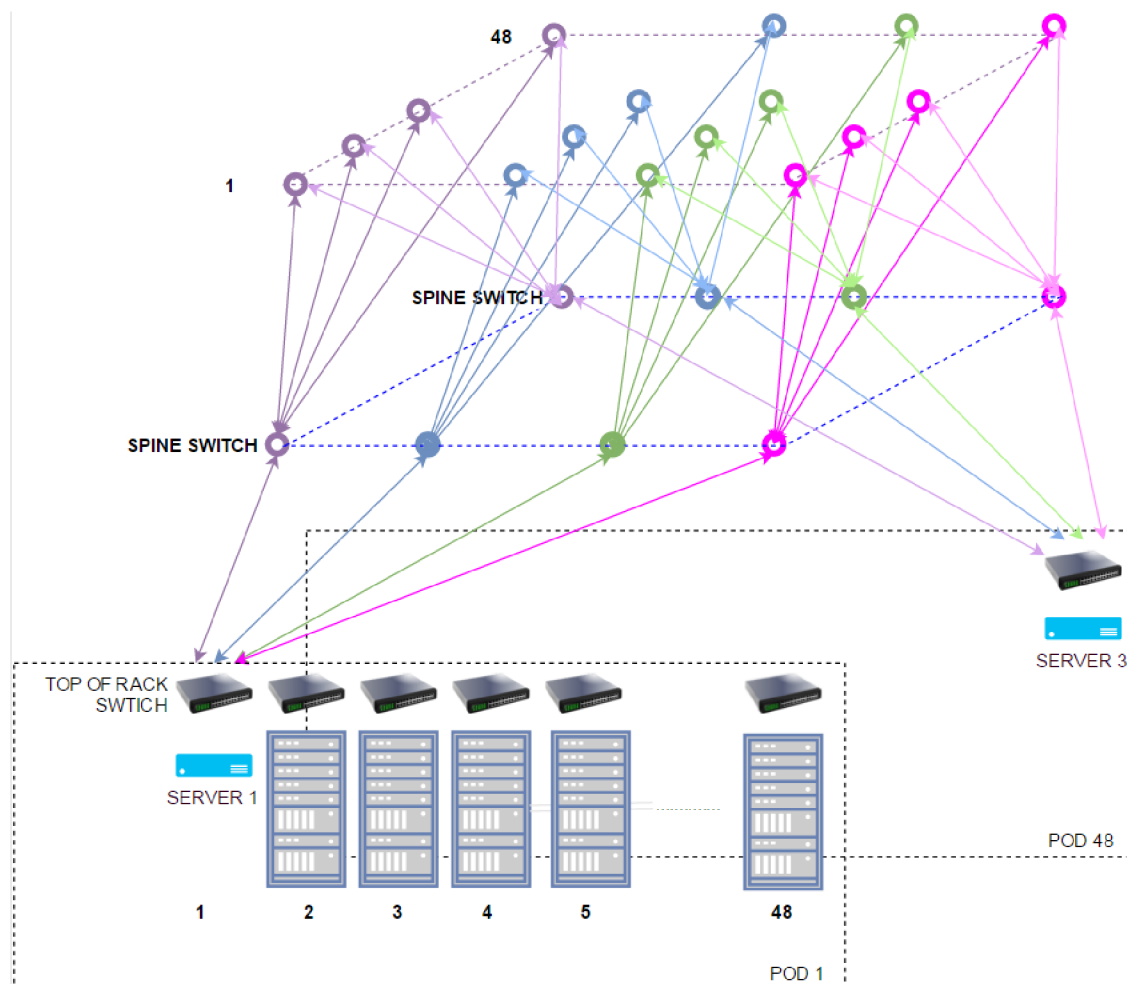 48
1
SPINE SWITCH
SPINE SWITCH
SERVER 3
TOP OF RACK
SWTICH
SERVER 1
POD 48
1 2 3 4 5 48
POD 1